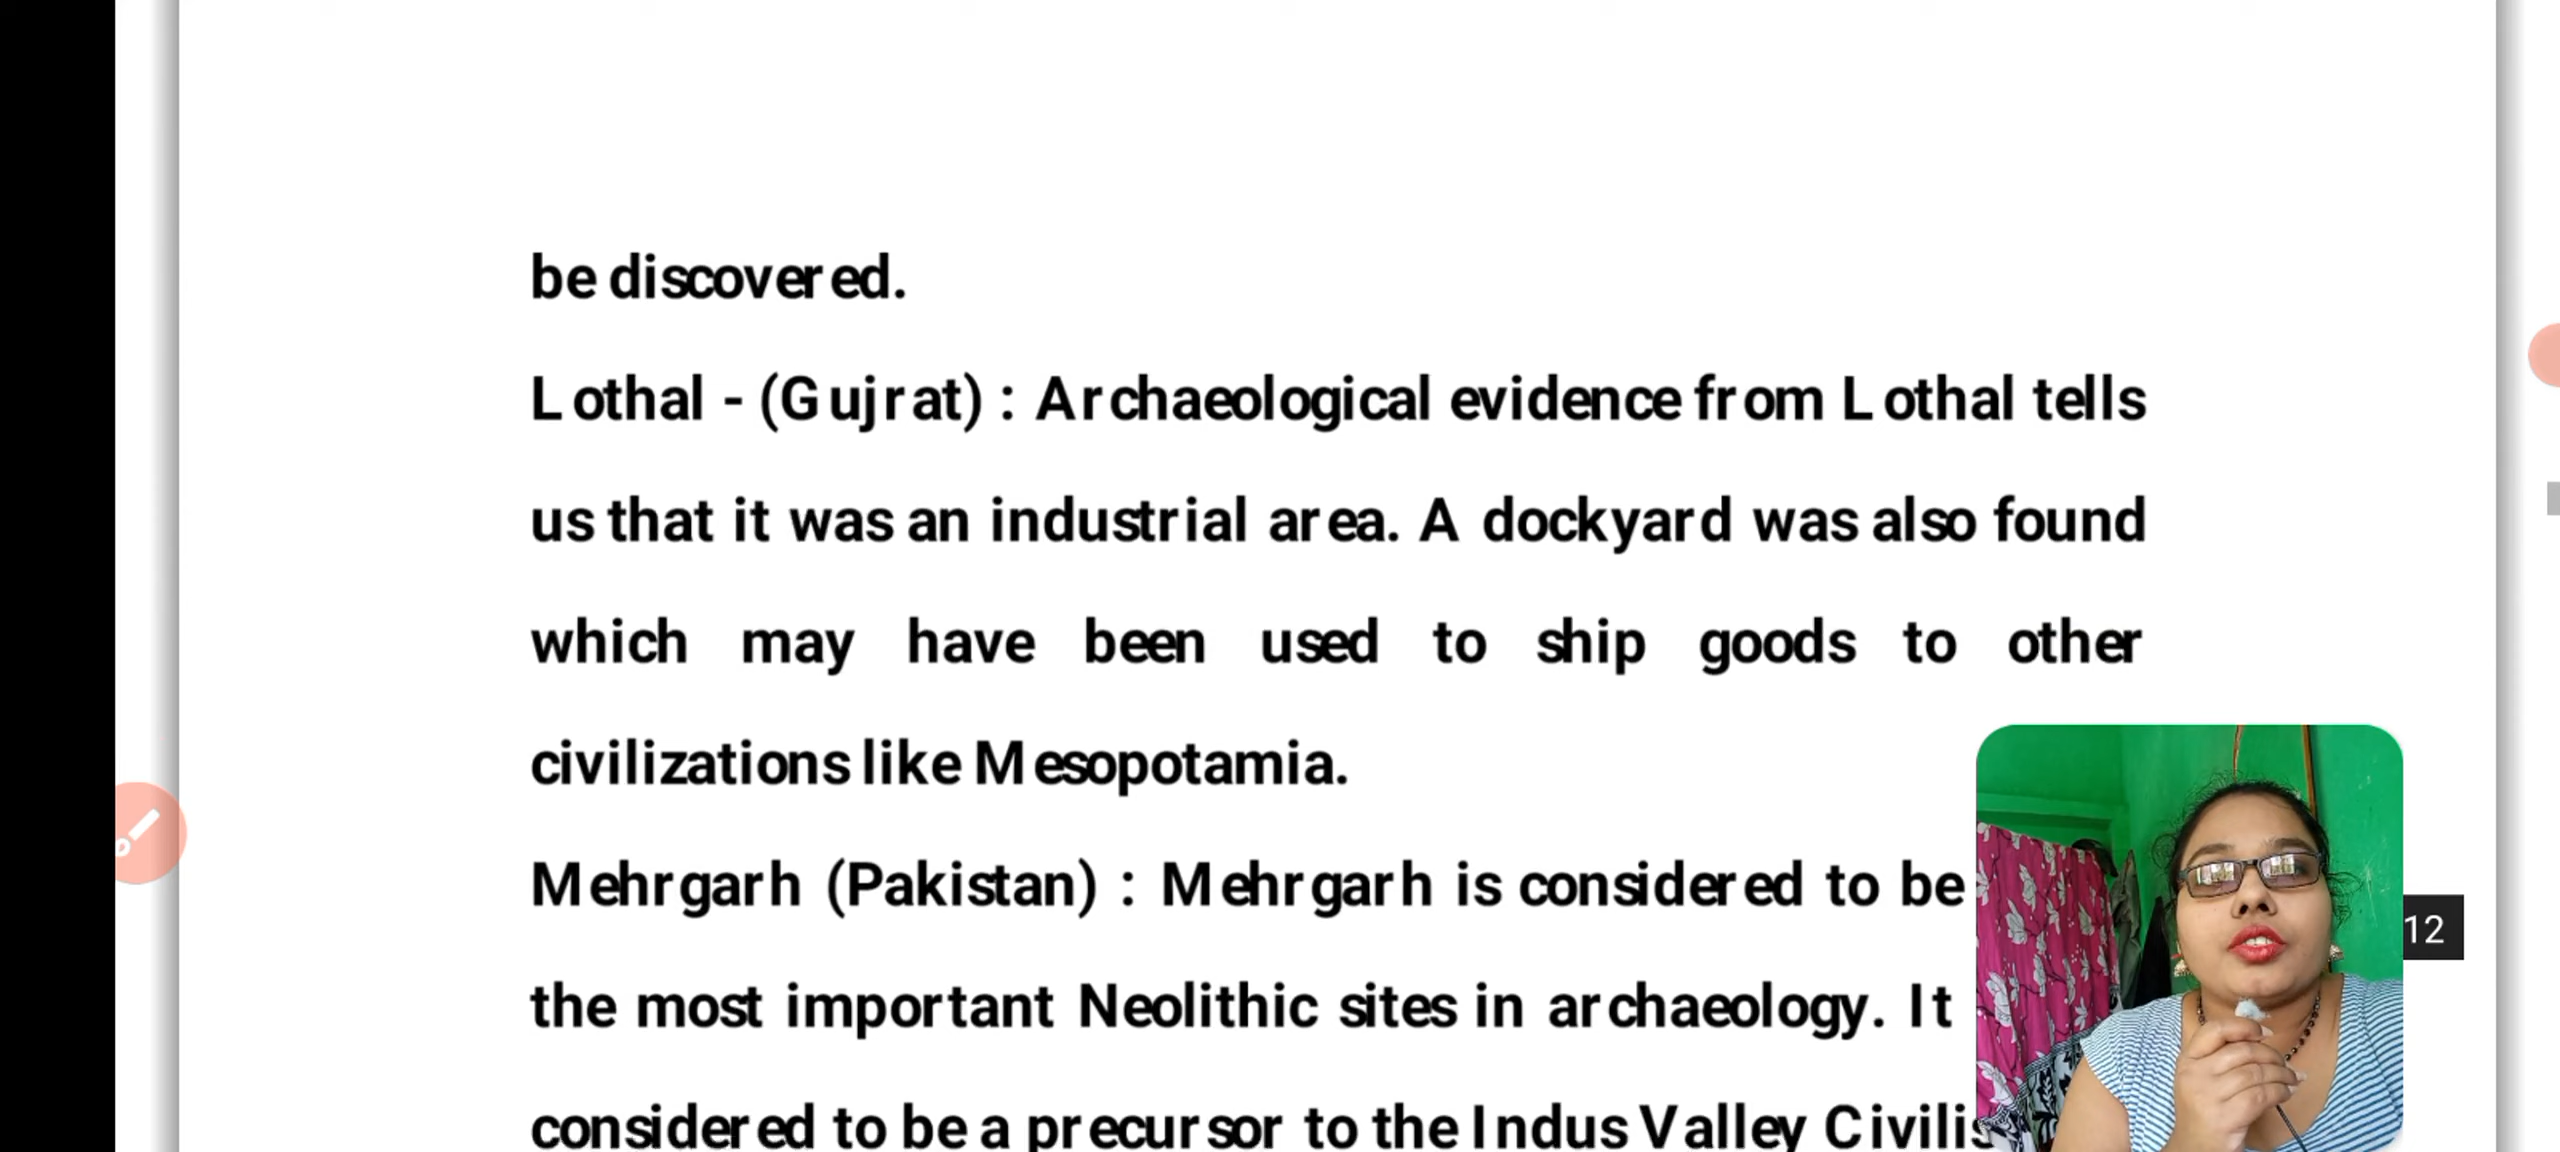 be discovered.
Lothal - (Gujrat) : Archaeological evidence from Lothal tells
us that it was an industrial area. A dockyard was also found
which may have been used to ship goods to other
civilizations like Mesopotamia.
Mehrgarh (Pakistan) : Mehrgarh is considered to be
the most important Neolithic sites in archaeology. It
considered to be a precursor to the Indus Valley
12